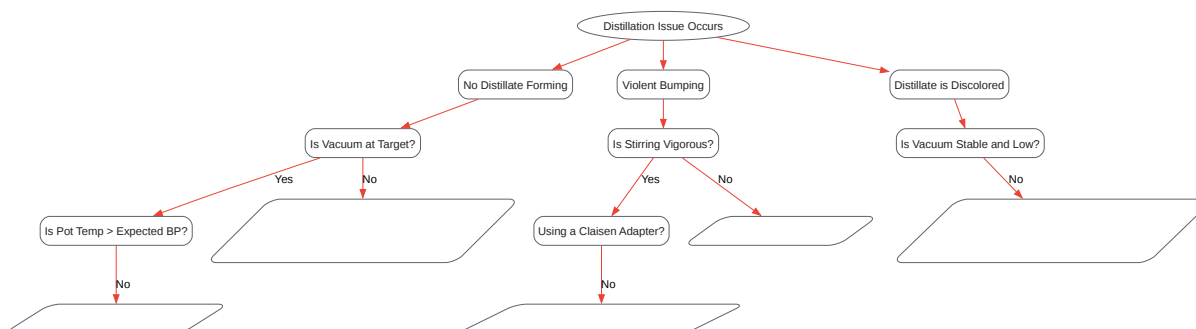 Distillation Issue Occurs
No Distillate Forming
Violent Bumping
Distillate is Discolored
Is Vacuum at Target?
Is Stirring Vigorous?
Is Vacuum Stable and Low?
Yes
No
Yes
No
No
Is Pot Temp > Expected BP?
Using a Claisen Adapter?
No
No